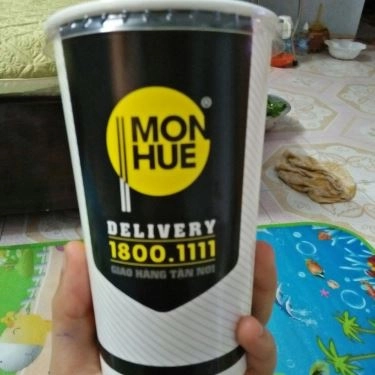 MON
HUE
®
DELIVERY
1800.1111
GIAO HÀNG TẬN NƠI